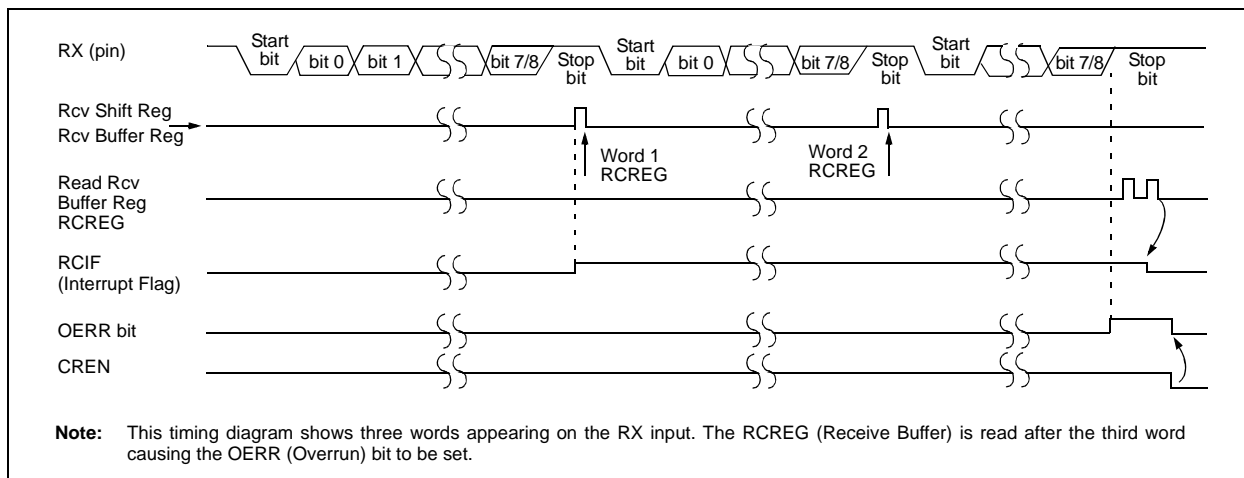 RX (pin)
Start
bit
bit 0
bit 1
bit 7/8
Stop
bit
Start
bit
bit 0
bit 7/8
Stop
bit
Start
bit
bit 7/8
Stop
bit
Rcv Shift Reg
Rcv Buffer Reg
Word 1
RCREG
Word 2
RCREG
Read Rcv
Buffer Reg
RCREG
RCIF
(Interrupt Flag)
OERR bit
CREN
Note: This timing diagram shows three words appearing on the RX input. The RCREG (Receive Buffer) is read after the third word
causing the OERR (Overrun) bit to be set.